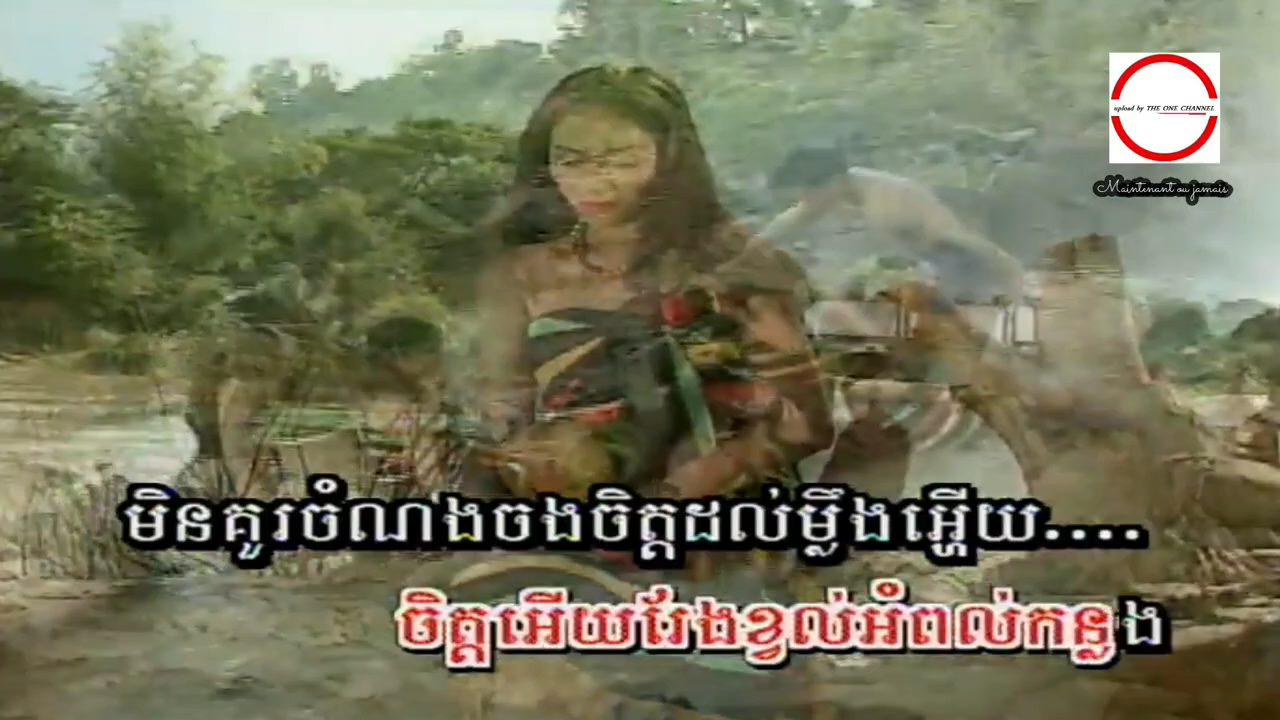 upload by THE ONE CHANNEL
Maintenant ou jamais
មិនគួរចំណងចងចិត្តដល់ម្លឹងអ្ហើយ....
ចិត្តអើយរវែងខ្វល់អំពល់កន្លង